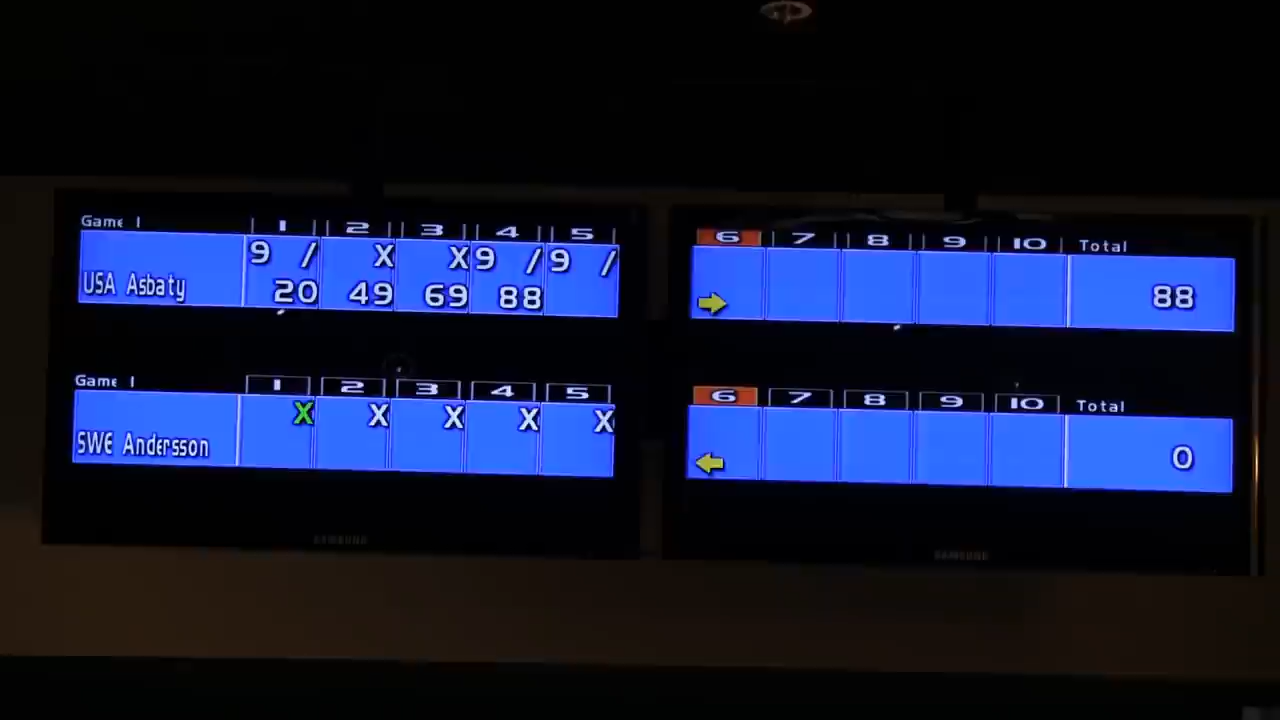 Game 1 1 2 3 4 5 6 7 8 9 10 Total
9 / X X 9 / 9 /
USA Asbaty 20 49 69 88 88
Game 1 1 2 3 4 5 6 7 8 9 10 Total
X X X X X
SWE Andersson 0
SAMSUNG SAMSUNG